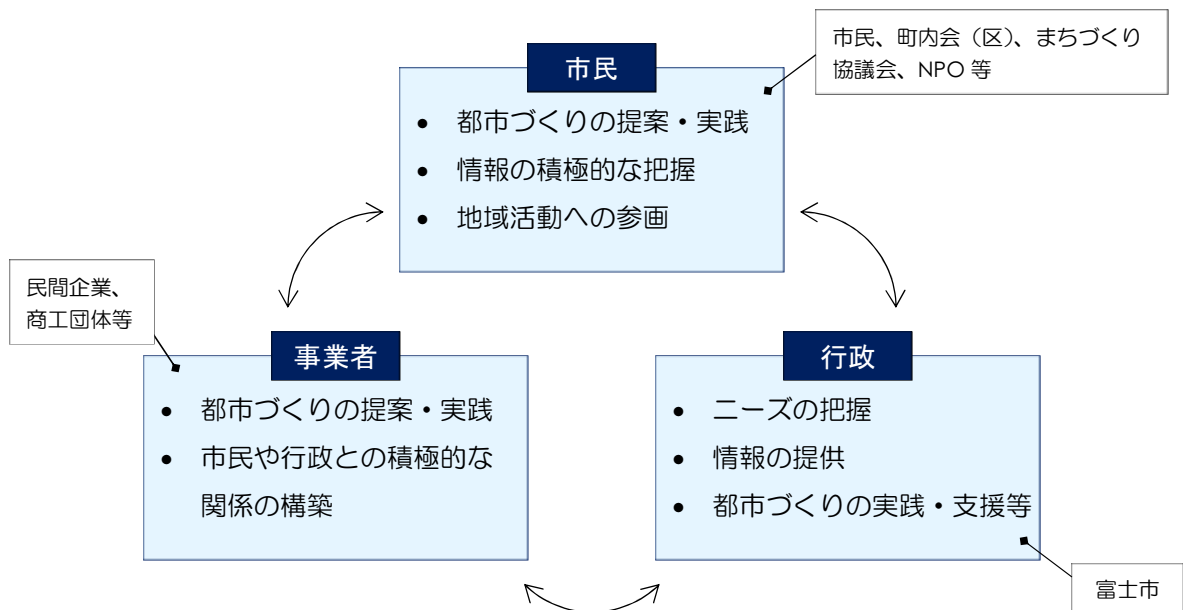 市民、町内会（区）、まちづくり
協議会、NPO 等
市民
• 都市づくりの提案・実践
• 情報の積極的な把握
• 地域活動への参画
民間企業、
商工団体等
事業者
• 都市づくりの提案・実践
• 市民や行政との積極的な
関係の構築
行政
• ニーズの把握
• 情報の提供
• 都市づくりの実践・支援等
富士市